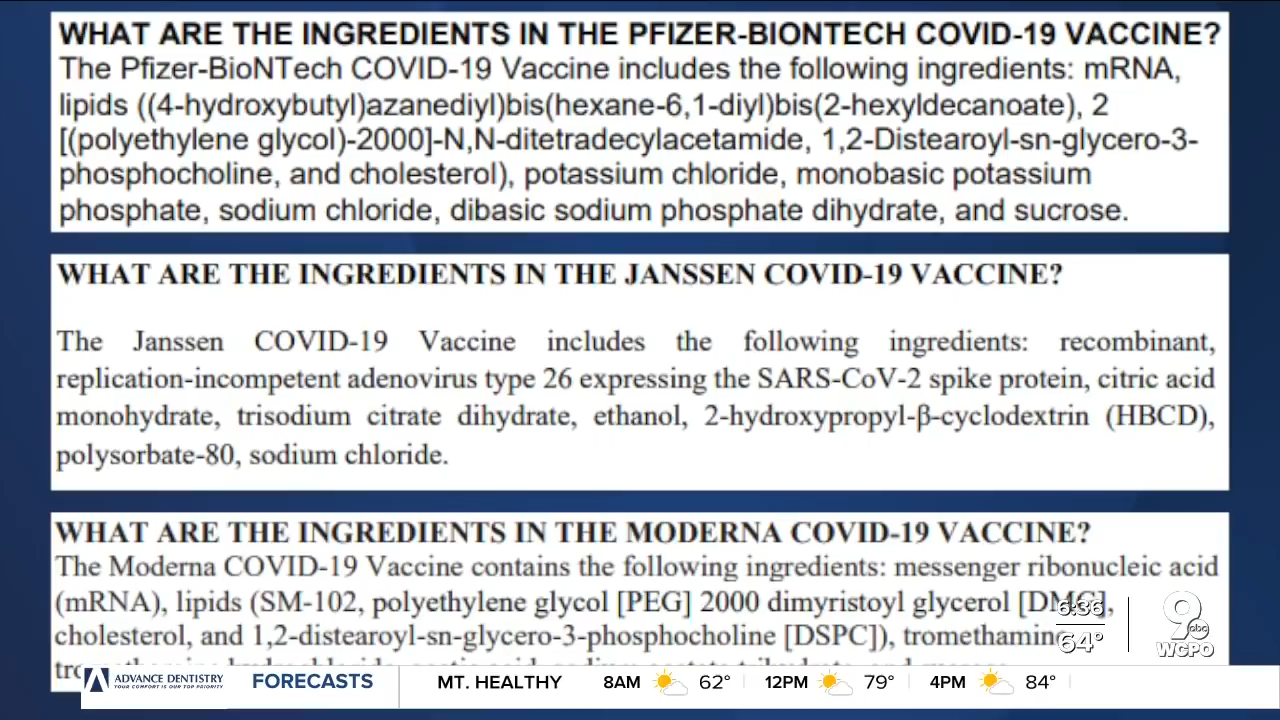 WHAT ARE THE INGREDIENTS IN THE PFIZER-BIONTECH COVID-19 VACCINE?
The Pfizer-BioNTech COVID-19 Vaccine includes the following ingredients: mRNA,
lipids ((4-hydroxybutyl)azanediyl)bis(hexane-6,1-diyl)bis(2-hexyldecanoate), 2
[(polyethylene glycol)-2000]-N,N-ditetradecylacetamide, 1,2-Distearoyl-sn-glycero-3-
phosphocholine, and cholesterol), potassium chloride, monobasic potassium
phosphate, sodium chloride, dibasic sodium phosphate dihydrate, and sucrose.
WHAT ARE THE INGREDIENTS IN THE JANSSEN COVID-19 VACCINE?
The Janssen COVID-19 Vaccine includes the following ingredients: recombinant,
replication-incompetent adenovirus type 26 expressing the SARS-CoV-2 spike protein, citric acid
monohydrate, trisodium citrate dihydrate, ethanol, 2-hydroxypropyl-β-cyclodextrin (HBCD),
polysorbate-80, sodium chloride.
WHAT ARE THE INGREDIENTS IN THE MODERNA COVID-19 VACCINE?
The Moderna COVID-19 Vaccine contains the following ingredients: messenger ribonucleic acid
(mRNA), lipids (SM-102, polyethylene glycol [PEG] 2000 dimyristoyl glycerol [DMG],
cholesterol, and 1,2-distearoyl-sn-glycero-3-phosphocholine [DSPC]), tromethamine
6:36
64°
9 abc
WCPO
ADVANCE DENTISTRY
YOUR COMFORT IS OUR TOP PRIORITY
FORECASTS MT. HEALTHY 8AM 62° 12PM 79° 4PM 84°